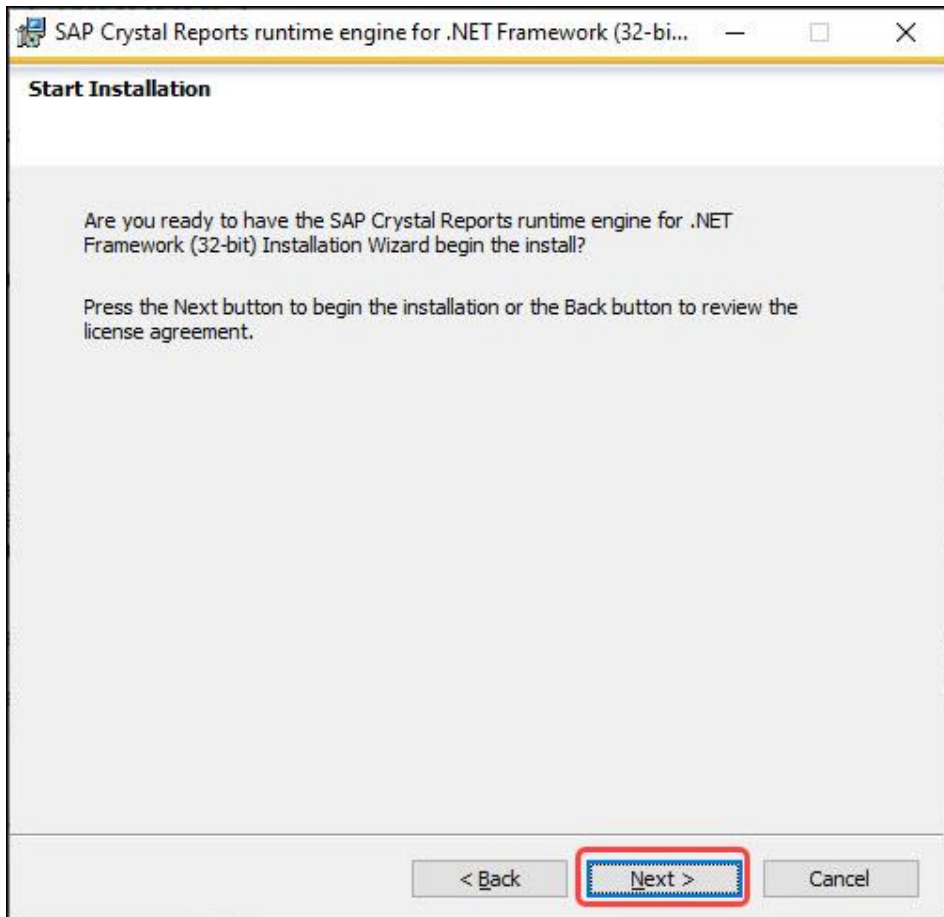 SAP Crystal Reports runtime engine for .NET Framework (32-bi...
Start Installation
Are you ready to have the SAP Crystal Reports runtime engine for .NET
Framework (32-bit) Installation Wizard begin the install?
Press the Next button to begin the installation or the Back button to review the
license agreement.
< Back
Next >
Cancel